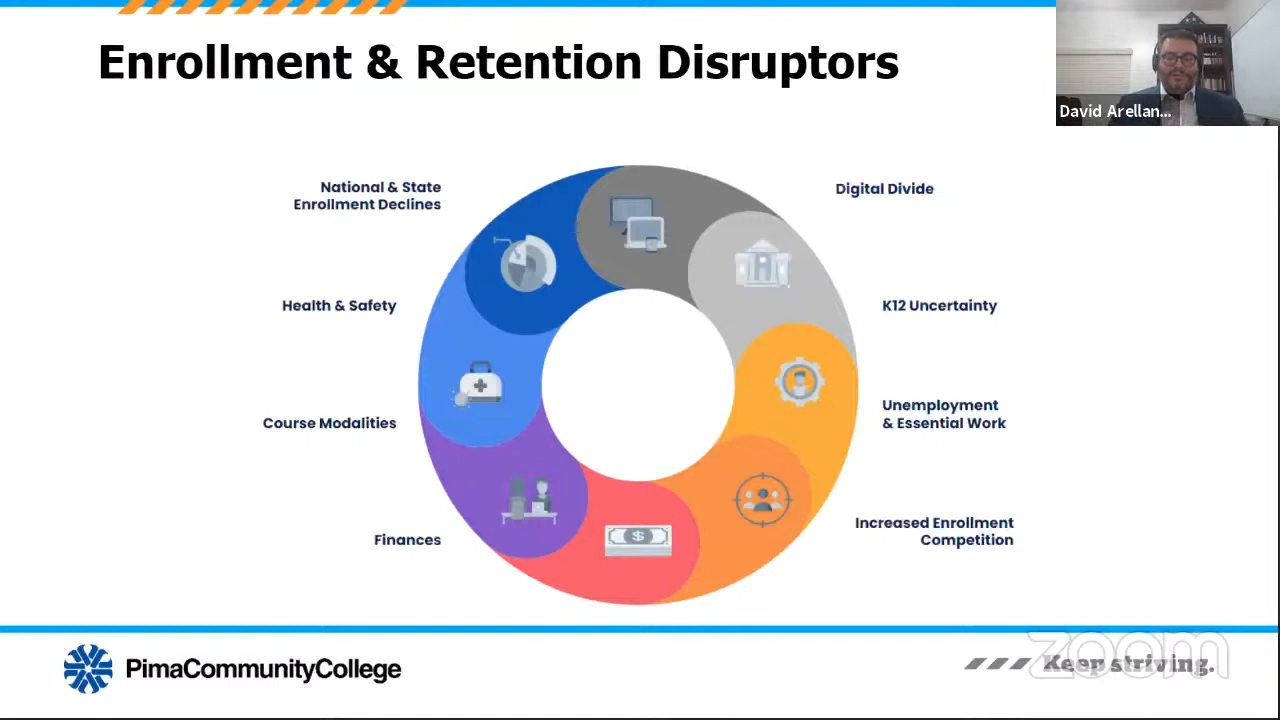 Enrollment & Retention Disruptors
David Arellan...
National & State
Enrollment Declines
Digital Divide
Health & Safety
K12 Uncertainty
Unemployment
& Essential Work
Course Modalities
Increased Enrollment
Competition
Finances
$
PimaCommunityCollege
Keep striving.
zoom